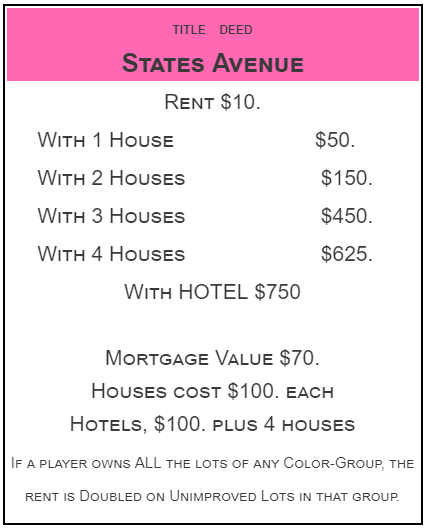 TITLE DEED
STATES AVENUE
RENT $10.
WITH 1 HOUSE $50.
WITH 2 HOUSES $150.
WITH 3 HOUSES $450.
WITH 4 HOUSES $625.
WITH HOTEL $750
MORTGAGE VALUE $70.
HOUSES COST $100. EACH
HOTELS, $100. PLUS 4 HOUSES
IF A PLAYER OWNS ALL THE LOTS OF ANY COLOR-GROUP, THE
RENT IS DOUBLED ON UNIMPROVED LOTS IN THAT GROUP.